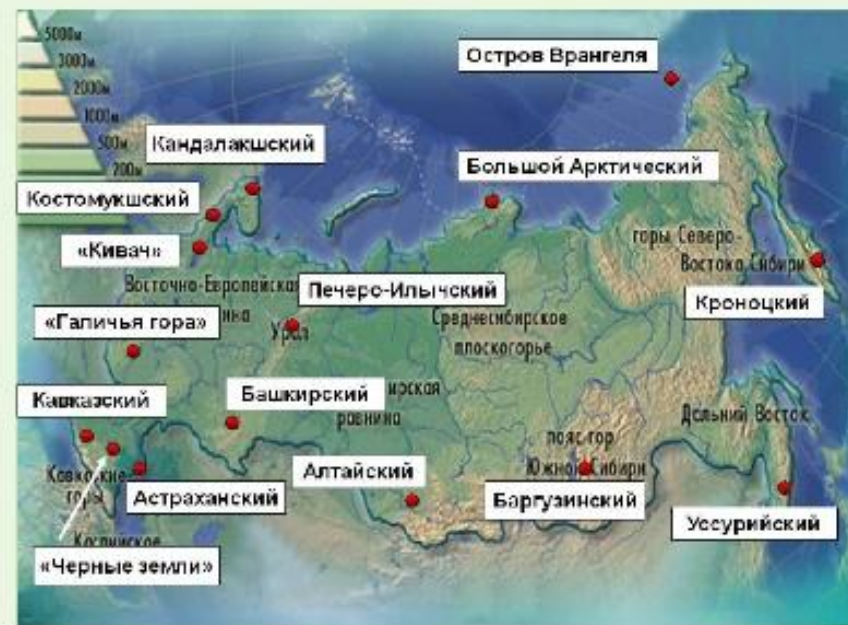 5000м
3000м
2000м
1000м
500м
200м
Остров Врангеля
Кандалакшский
Большой Арктический
Костомукшский
«Кивач»
горы Северо-
Востока Сибири
Восточно-Европейская
Печеро-Илычский
Кроноцкий
«Галичья гора»
Урал
Среднесибирское
плоскогорье
Кавказский
Башкирский
равнина
Дальний Восток
пояс гор
Южной Сибири
Алтайский
Баргузинский
горы
Астраханский
Уссурийский
Каспийское
«Черные земли»